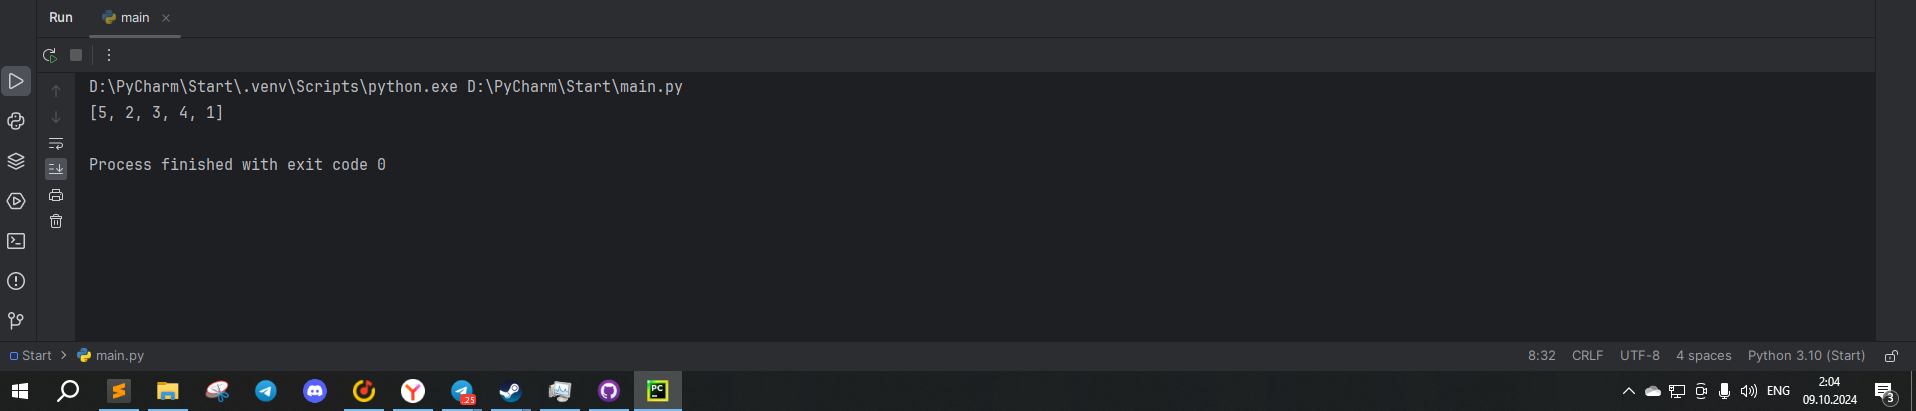 Run main
D:\PyCharm\Start\.venv\Scripts\python.exe D:\PyCharm\Start\main.py
[5, 2, 3, 4, 1]
Process finished with exit code 0
Start > main.py 8:32 CRLF UTF-8 4 spaces Python 3.10 (Start)
.25 PC ENG 2:04
09.10.2024 3